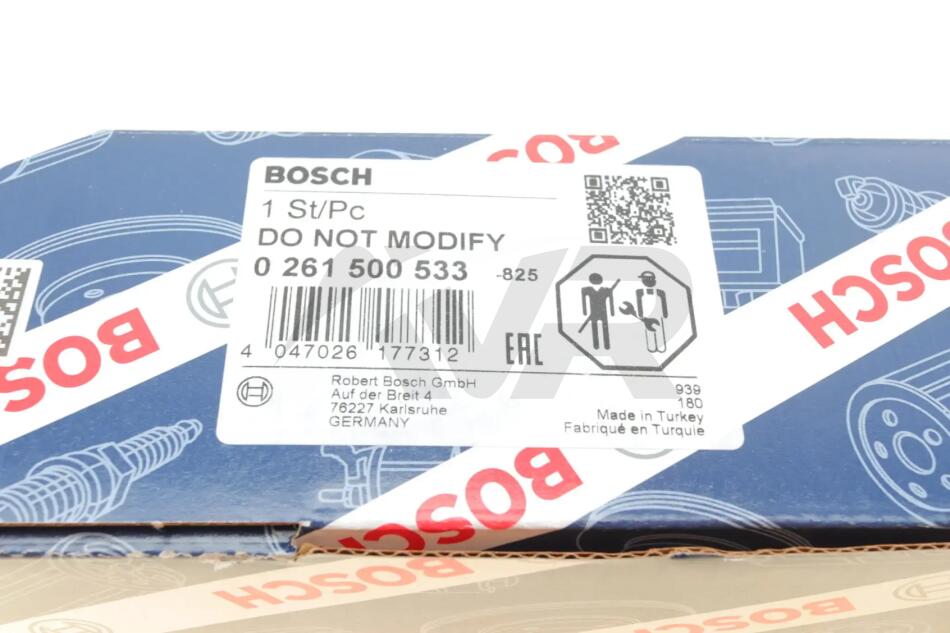 BOSCH
BOSCH
1 St/Pc
DO NOT MODIFY
0 261 500 533 -825
4 047026 177312
EAC
Robert Bosch GmbH
Auf der Breit 4
76227 Karlsruhe
GERMANY
939
180
Made in Turkey
Fabriqué en Turquie
BOSCH
BOSCH
BOSCH
BOSCH
BOSCH